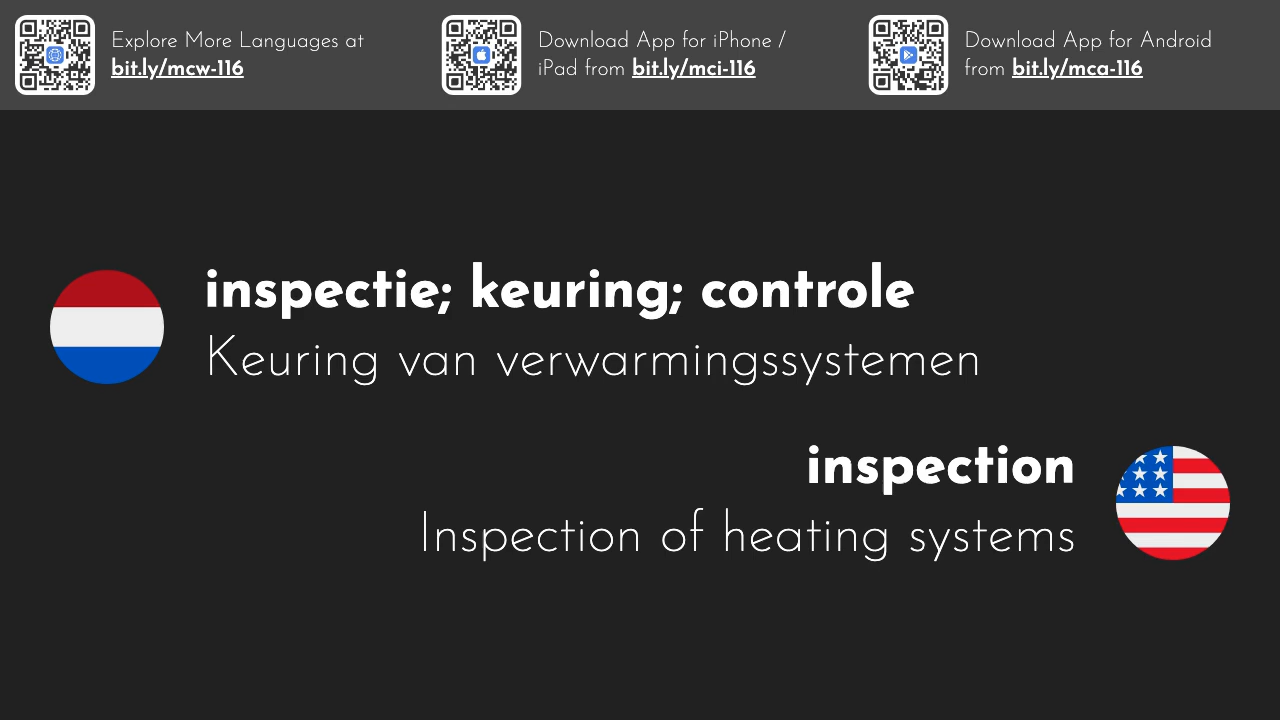 Explore More Languages at
bit.ly/mcw-116
Download App for iPhone /
iPad from bit.ly/mci-116
Download App for Android
from bit.ly/mca-116
inspectie; keuring; controle
Keuring van verwarmingssystemen
inspection
Inspection of heating systems